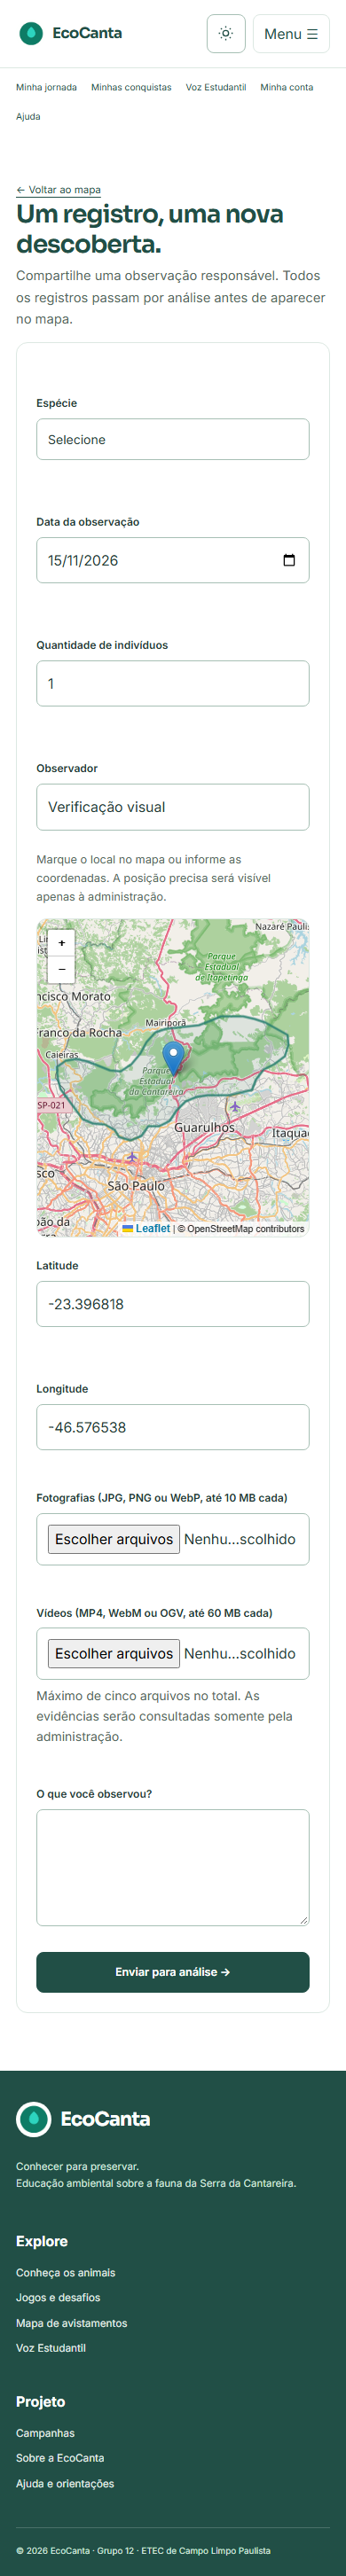 EcoCanta
Menu ☰
Minha jornada Minhas conquistas Voz Estudantil Minha conta
Ajuda
← Voltar ao mapa
Um registro, uma nova
descoberta.
Compartilhe uma observação responsável. Todos
os registros passam por análise antes de aparecer
no mapa.
Espécie
Selecione
Data da observação
15/11/2026
Quantidade de indivíduos
1
Observador
Verificação visual
Marque o local no mapa ou informe as
coordenadas. A posição precisa será visível
apenas à administração.
+
−
Nazaré Paulis
Parque
Estadual
de Itapetinga
ncisco Morato
Mairiporã
Franco da Rocha
Caieiras
Parque
Estadual
da Cantareira
SP-021
Guarulhos
Itaquaq
sco
São Paulo
oão da
erra
Leaflet | © OpenStreetMap contributors
Latitude
-23.396818
Longitude
-46.576538
Fotografias (JPG, PNG ou WebP, até 10 MB cada)
Escolher arquivos Nenhu...scolhido
Vídeos (MP4, WebM ou OGV, até 60 MB cada)
Escolher arquivos Nenhu...scolhido
Máximo de cinco arquivos no total. As
evidências serão consultadas somente pela
administração.
O que você observou?
Enviar para análise →
EcoCanta
Conhecer para preservar.
Educação ambiental sobre a fauna da Serra da Cantareira.
Explore
Conheça os animais
Jogos e desafios
Mapa de avistamentos
Voz Estudantil
Projeto
Campanhas
Sobre a EcoCanta
Ajuda e orientações
© 2026 EcoCanta · Grupo 12 · ETEC de Campo Limpo Paulista